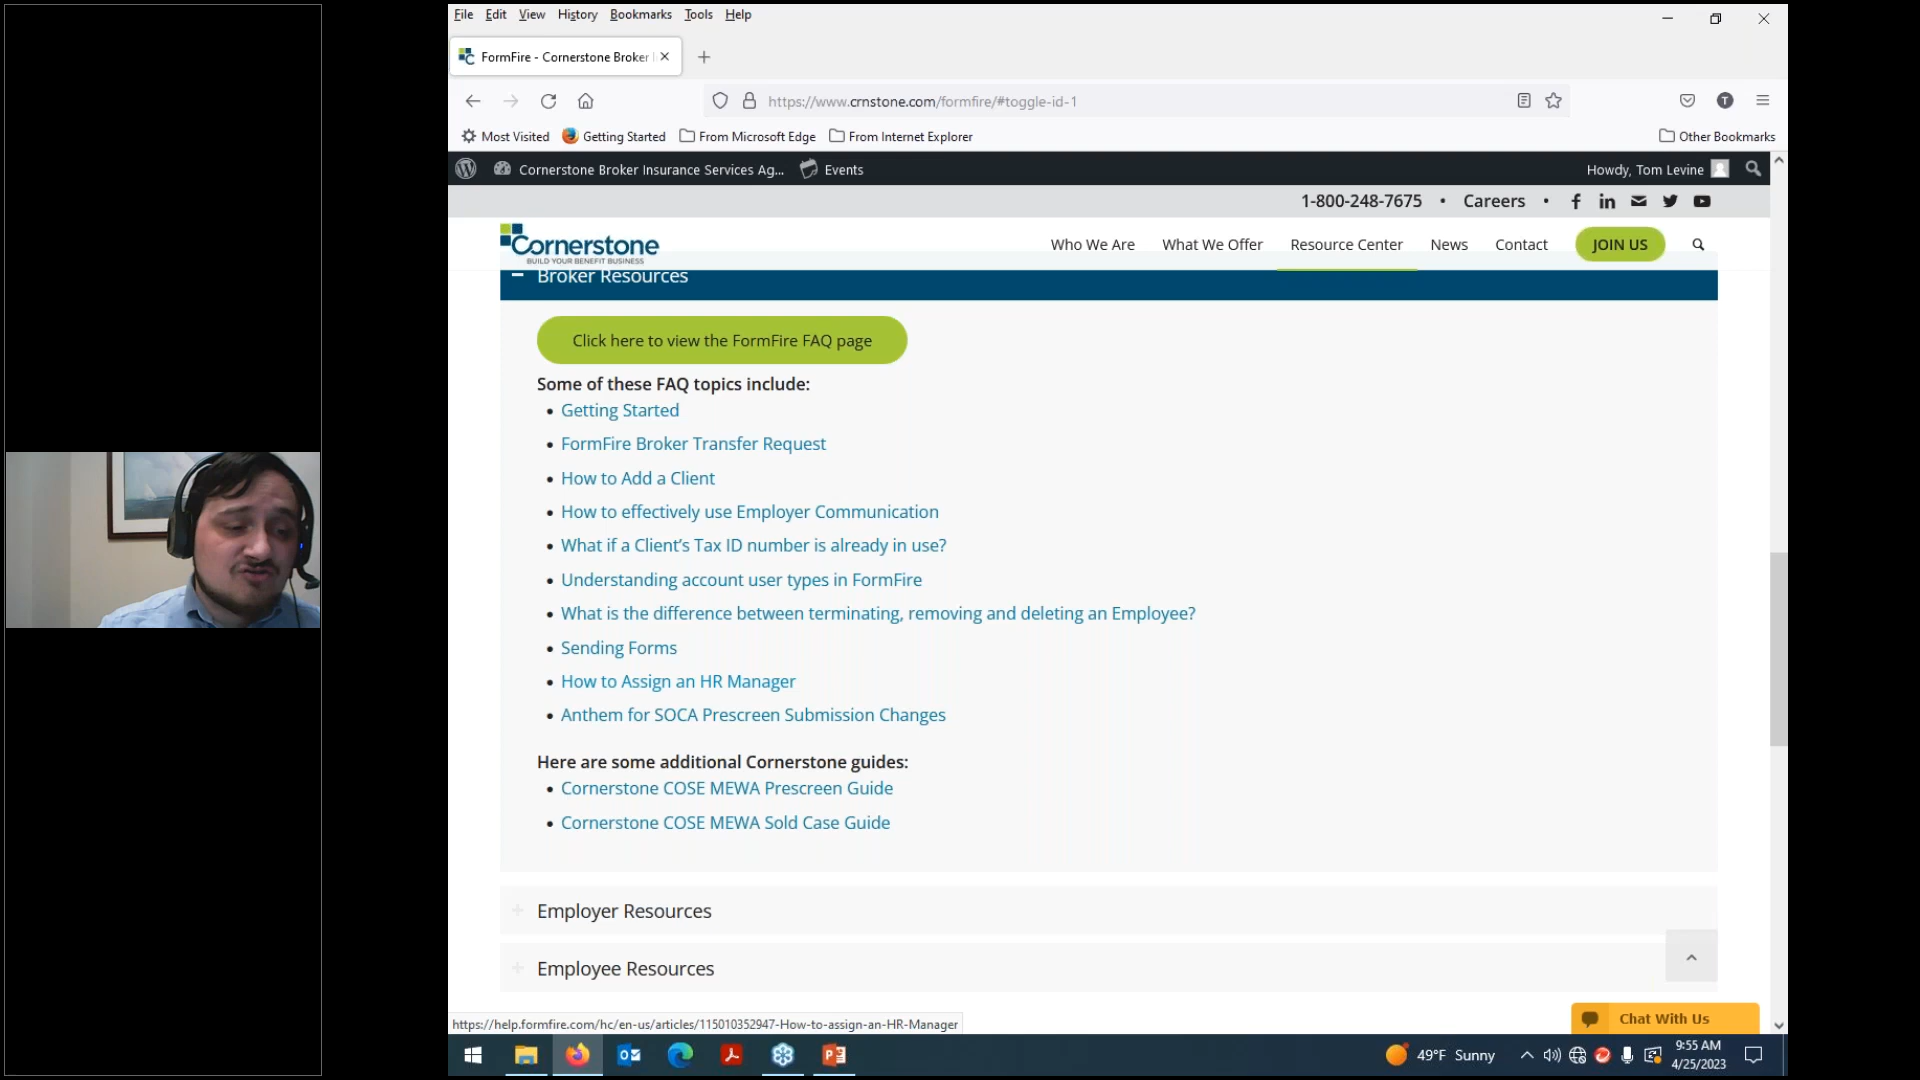 File Edit View History Bookmarks Tools Help
FormFire - Cornerstone Broker
https://www.crnstone.com/formfire/#toggle-id-1
T
Most Visited Getting Started From Microsoft Edge From Internet Explorer Other Bookmarks
Cornerstone Broker Insurance Services Ag... Events Howdy, Tom Levine
1-800-248-7675 • Careers •
Cornerstone
BUILD YOUR BENEFIT BUSINESS
Who We Are What We Offer Resource Center News Contact JOIN US
Broker Resources
Click here to view the FormFire FAQ page
Some of these FAQ topics include:
• Getting Started
• FormFire Broker Transfer Request
• How to Add a Client
• How to effectively use Employer Communication
• What if a Client’s Tax ID number is already in use?
• Understanding account user types in FormFire
• What is the difference between terminating, removing and deleting an Employee?
• Sending Forms
• How to Assign an HR Manager
• Anthem for SOCA Prescreen Submission Changes
Here are some additional Cornerstone guides:
• Cornerstone COSE MEWA Prescreen Guide
• Cornerstone COSE MEWA Sold Case Guide
Employer Resources
Employee Resources
Chat With Us
https://help.formfire.com/hc/en-us/articles/115010352947-How-to-assign-an-HR-Manager
49°F Sunny
9:55 AM
4/25/2023